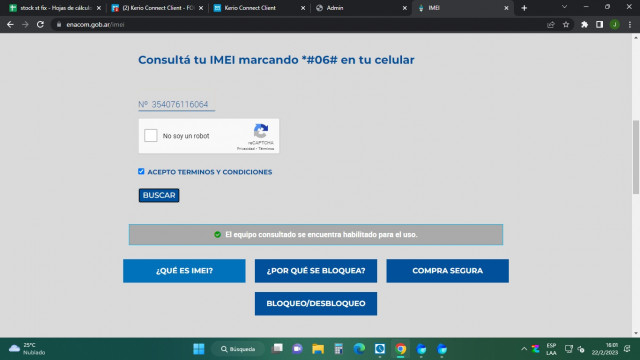 stock st fix - Hojas de cálculo
(2) Kerio Connect Client - FD
Kerio Connect Client
Admin
IMEI
enacom.gob.ar/imei
Consultá tu IMEI marcando *#06# en tu celular
Nº 354076116064
No soy un robot
reCAPTCHA
Privacidad - Términos
ACEPTO TERMINOS Y CONDICIONES
BUSCAR
El equipo consultado se encuentra habilitado para el uso.
¿QUÉ ES IMEI?
¿POR QUÉ SE BLOQUEA?
COMPRA SEGURA
BLOQUEO/DESBLOQUEO
25°C
Nublado
Búsqueda
ESP
LAA
16:01
22/2/2023